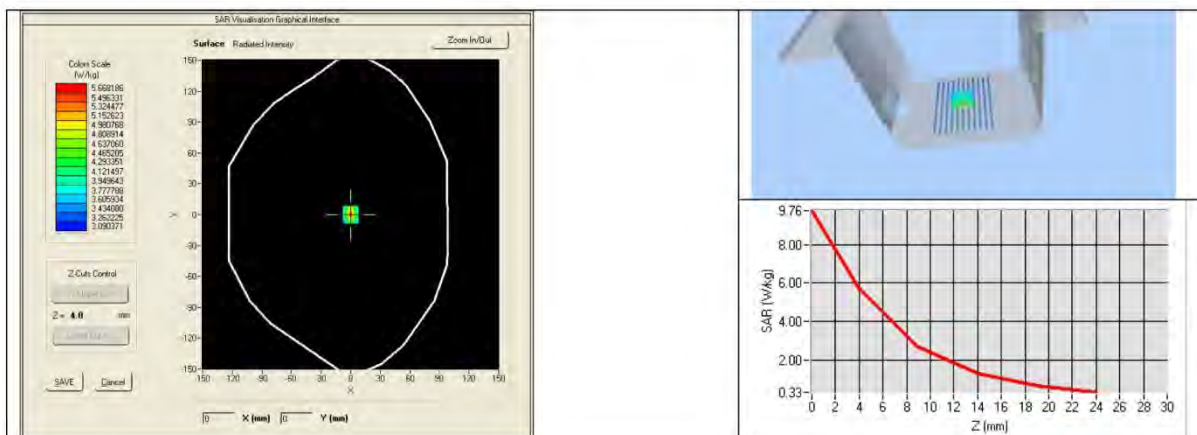 SAR Visualisation Graphical Interface
Surface Radiated Intensity
Zoom In/Out
Colors Scale
(W/kg)
5.668186
5.496331
5.324477
5.152623
4.980768
4.808914
4.637060
4.465205
4.293351
4.121497
3.949643
3.777788
3.605934
3.434080
3.262225
3.090371
150
120
90
60
30
0
-30
-60
-90
-120
-150
Y
-150 -120 -90 -60 -30 0 30 60 90 120 150
X
Z-Cuts Control
Z = 4.0 mm
SAVE Cancel
0 X (mm) 0 Y (mm)
9.76
8.00
6.00
4.00
2.00
0.33
SAR (W/kg)
0 2 4 6 8 10 12 14 16 18 20 22 24 26 28 30
Z (mm)